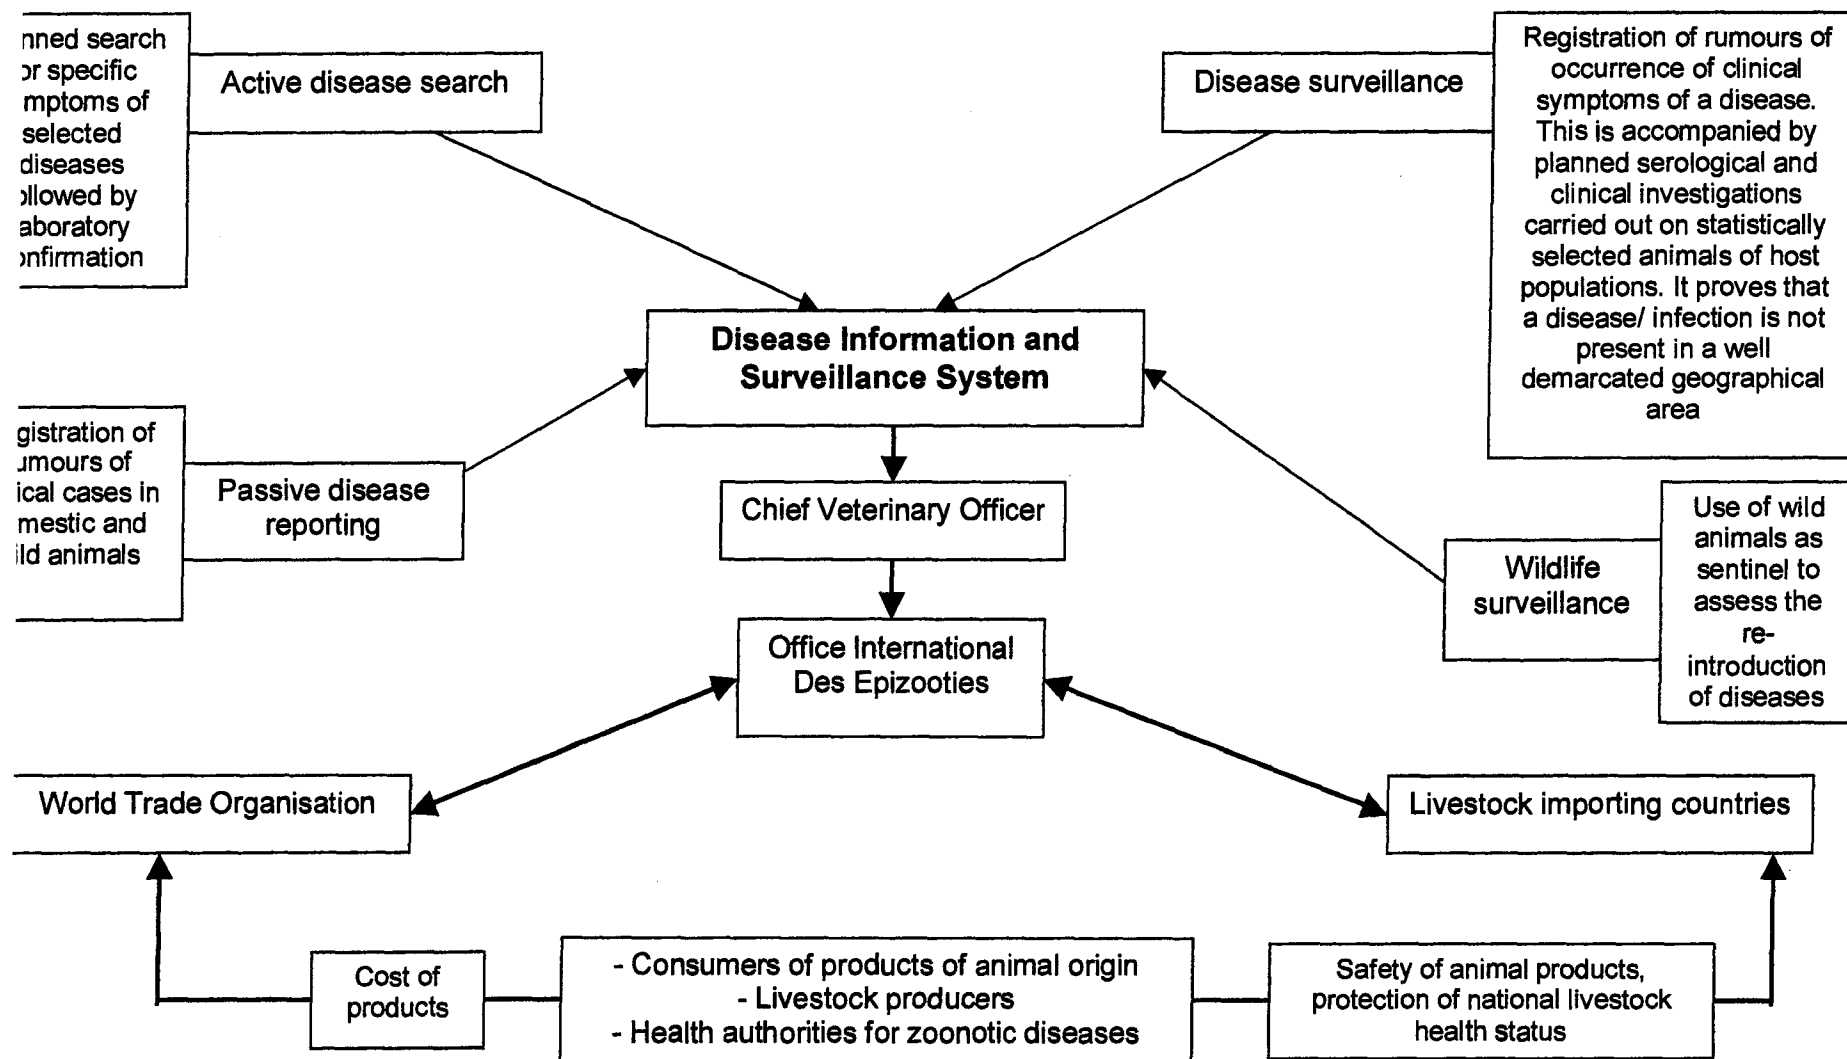 nned search
or specific
mptoms of
selected
diseases
ollowed by
aboratory
onfirmation
Active disease search
Disease surveillance
Registration of rumours of
occurrence of clinical
symptoms of a disease.
This is accompanied by
planned serological and
clinical investigations
carried out on statistically
selected animals of host
populations. It proves that
a disease/ infection is not
present in a well
demarcated geographical
area
Disease Information and
Surveillance System
gistration of
umours of
ical cases in
mestic and
ild animals
Passive disease
reporting
Chief Veterinary Officer
Wildlife
surveillance
Use of wild
animals as
sentinel to
assess the
re-
introduction
of diseases
Office International
Des Epizooties
World Trade Organisation
Livestock importing countries
Cost of
products
- Consumers of products of animal origin
- Livestock producers
- Health authorities for zoonotic diseases
Safety of animal products,
protection of national livestock
health status